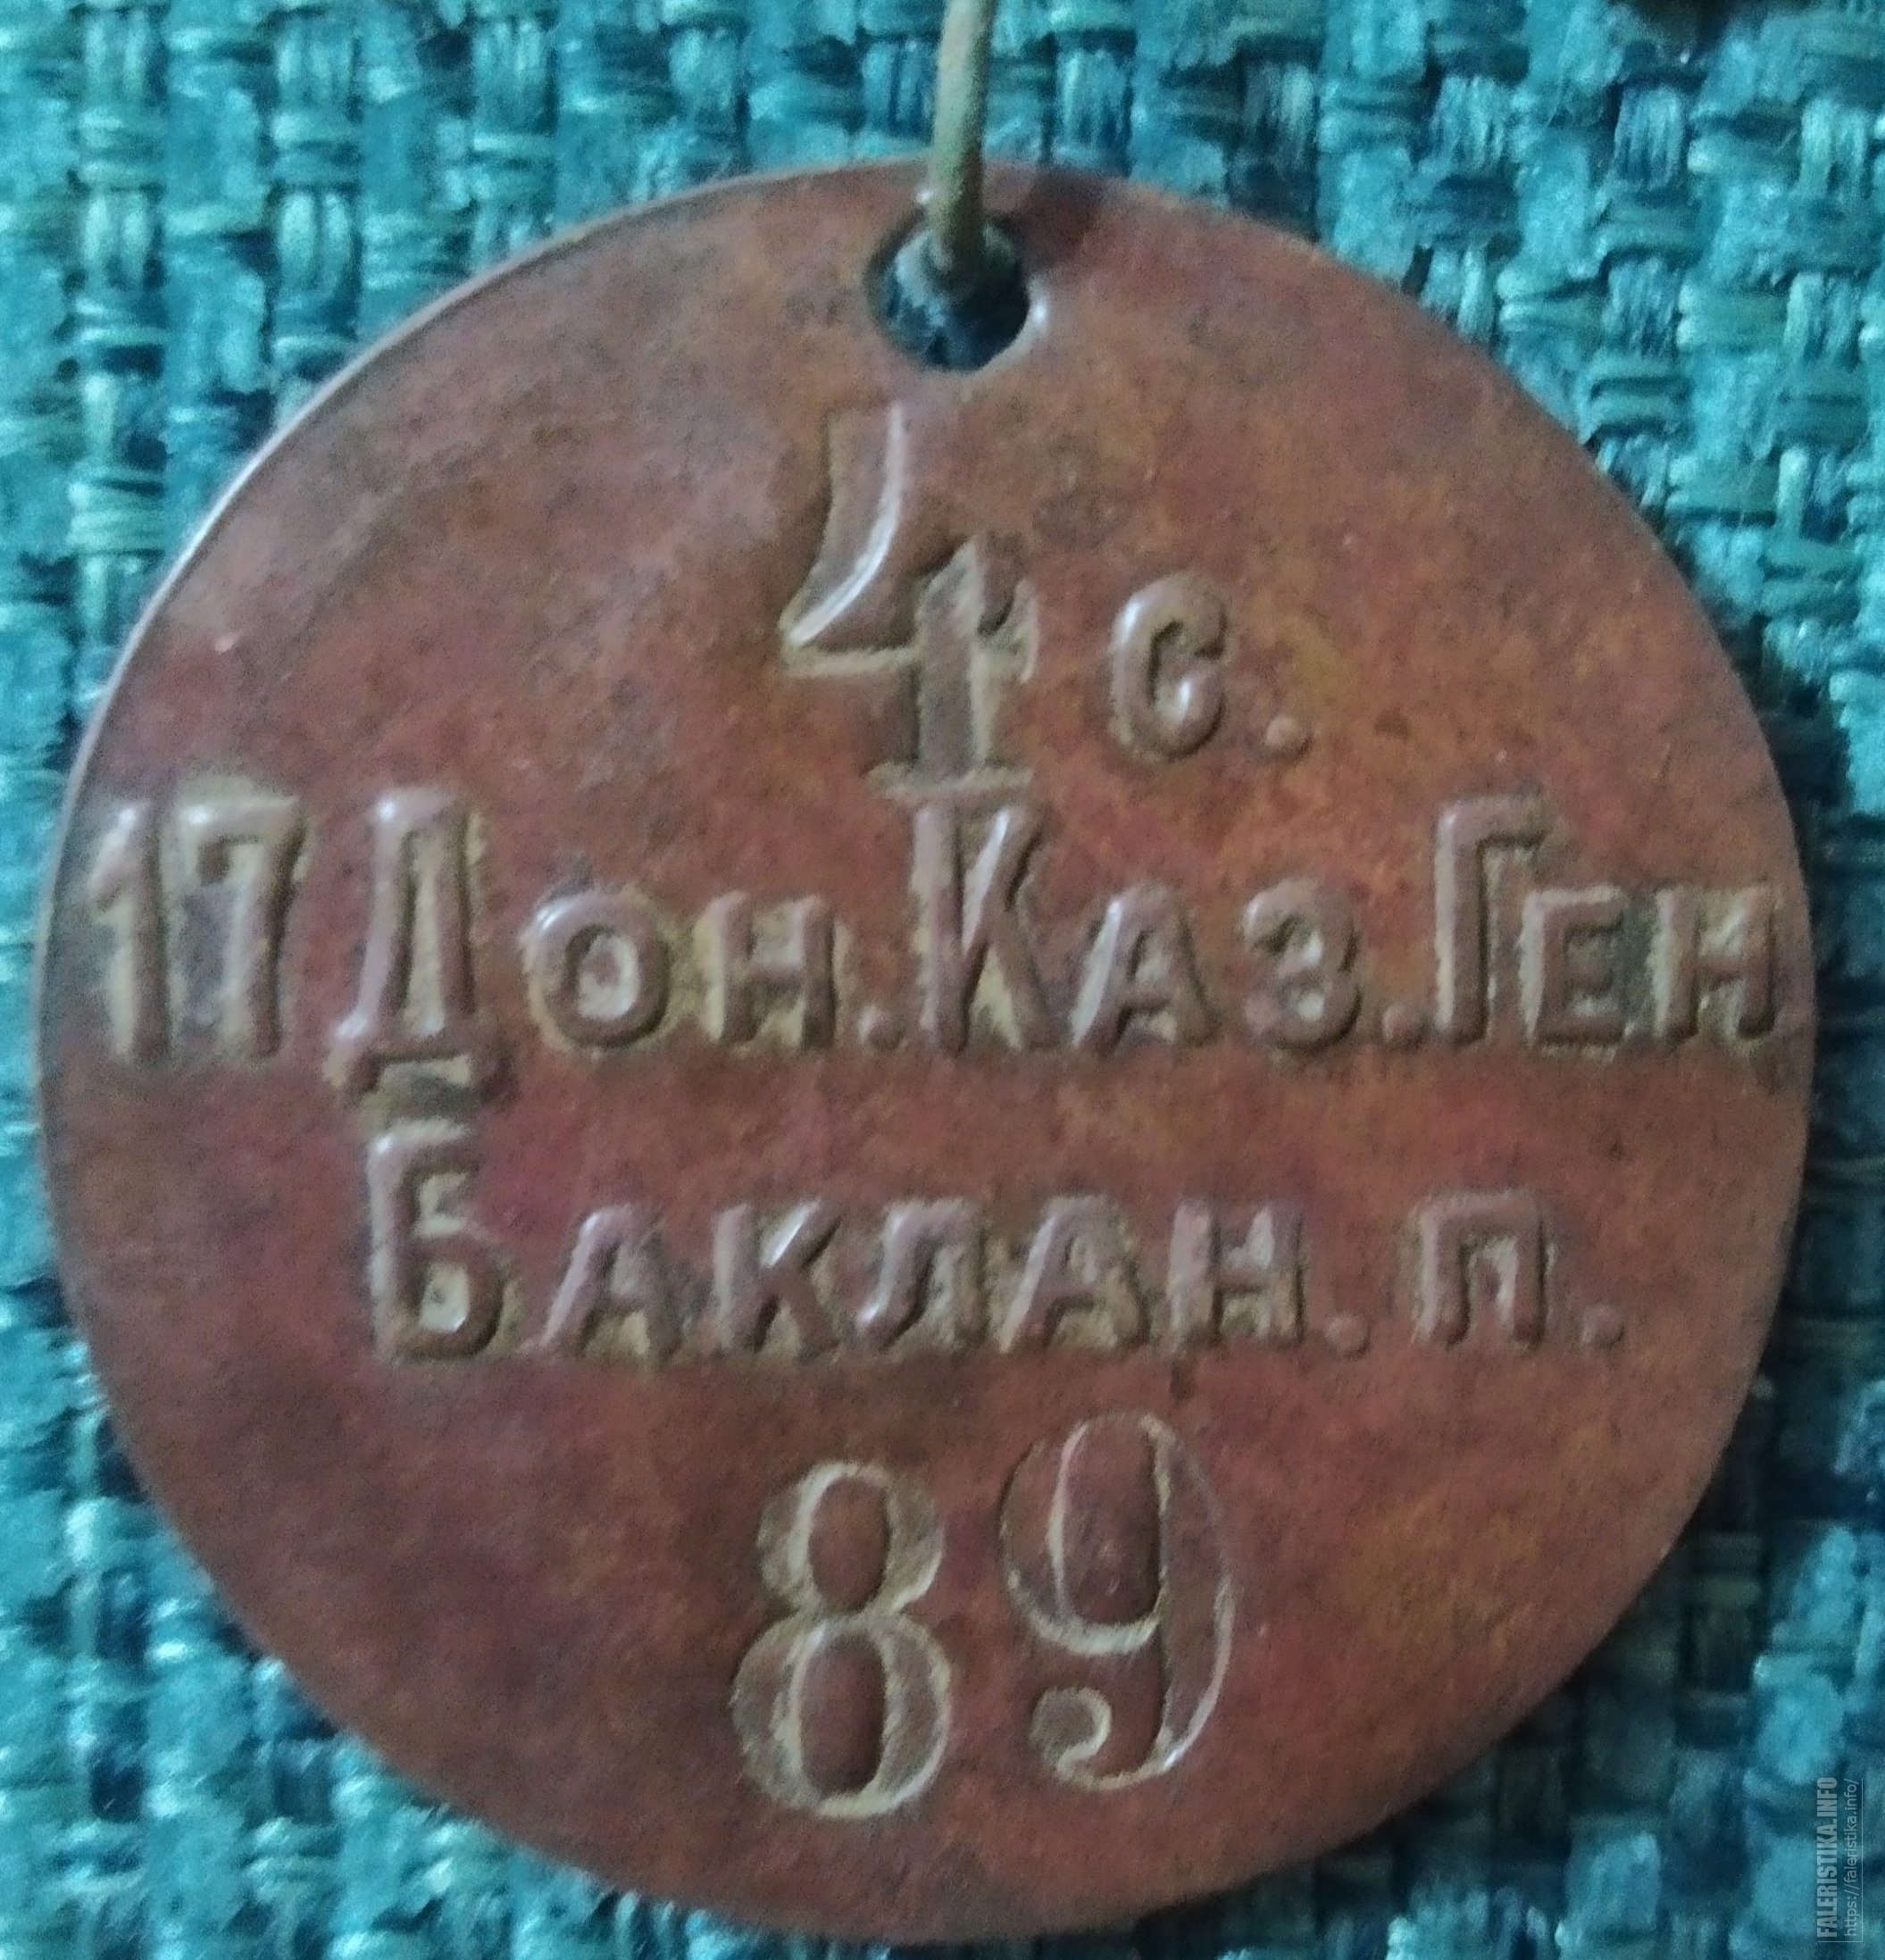 4 с.
17 Дон. Каз. Ген
Баклан. п.
89
FALERISTIKA.INFO
https://faleristika.info/